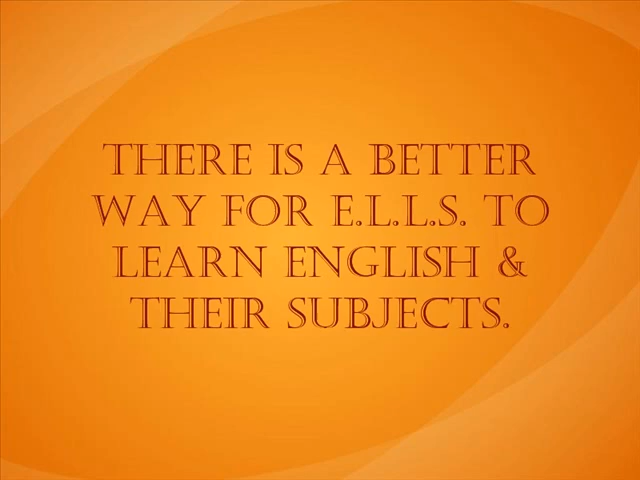 THERE IS A BETTER
WAY FOR E.L.L.S. TO
LEARN ENGLISH &
THEIR SUBJECTS.